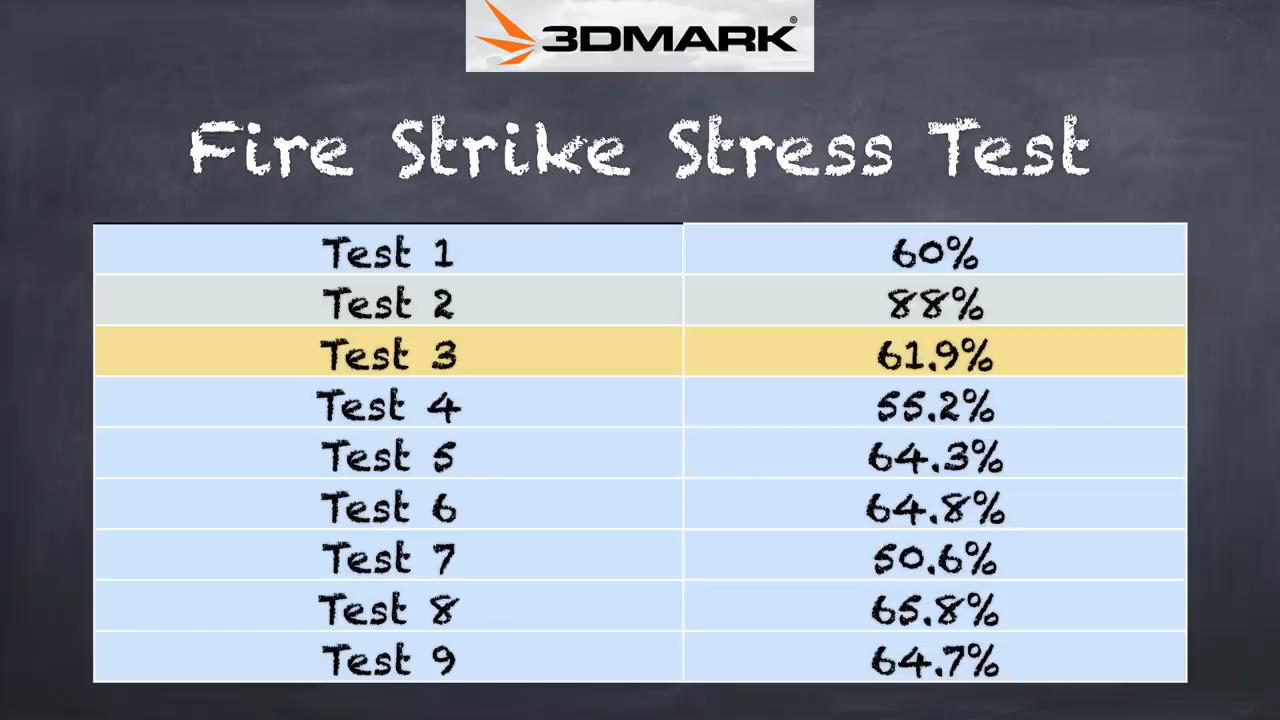 3DMARK®
Fire Strike Stress Test
Test 1 60%
Test 2 88%
Test 3 61.9%
Test 4 55.2%
Test 5 64.3%
Test 6 64.8%
Test 7 50.6%
Test 8 65.8%
Test 9 64.7%